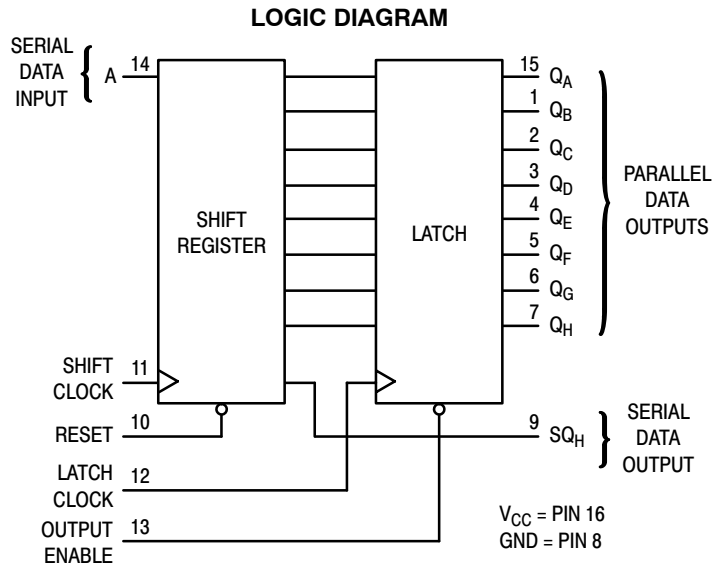 LOGIC DIAGRAM
SERIAL
DATA
INPUT
A
14
SHIFT
REGISTER
LATCH
15 QA
1 QB
2 QC
3 QD
4 QE
5 QF
6 QG
7 QH
PARALLEL
DATA
OUTPUTS
SHIFT
CLOCK
11
RESET
10
LATCH
CLOCK
12
OUTPUT
ENABLE
13
9 SQH
SERIAL
DATA
OUTPUT
VCC = PIN 16
GND = PIN 8